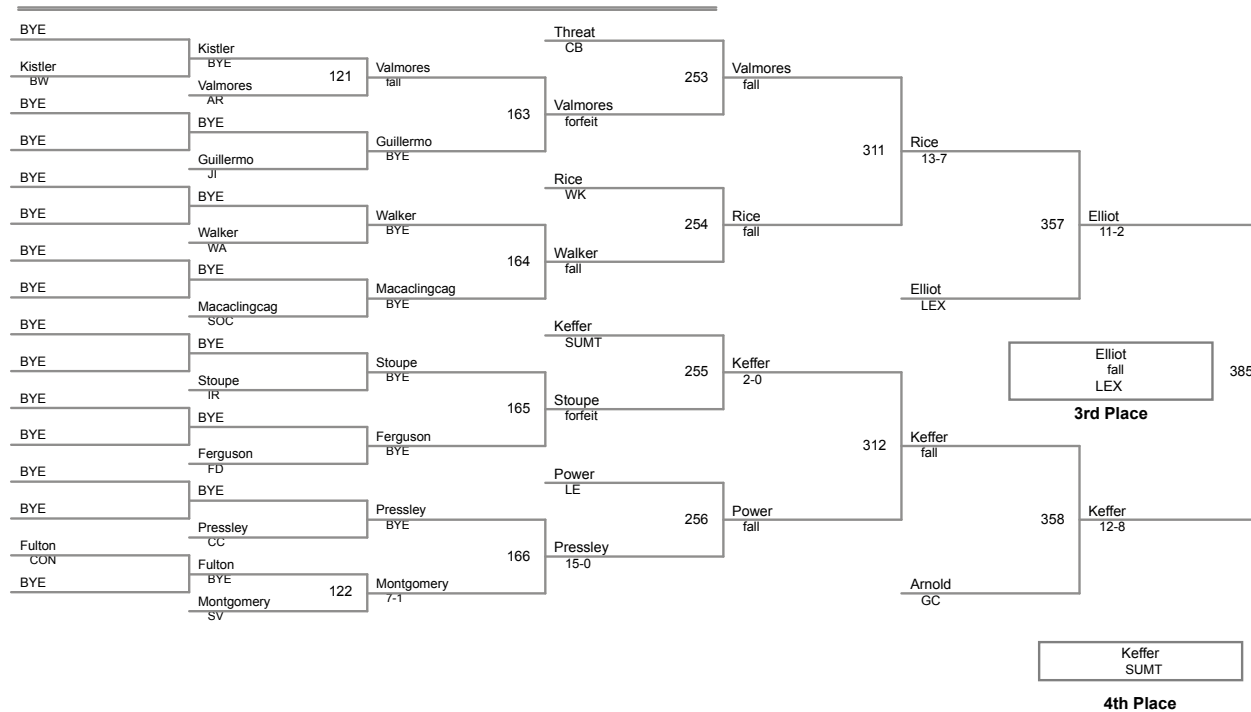 BYE
Kistler
BW
BYE
BYE
BYE
BYE
BYE
BYE
BYE
BYE
BYE
BYE
BYE
BYE
Fulton
CON
BYE
Kistler
BYE
121
Valmores
AR
BYE
Guillermo
JI
BYE
Walker
WA
BYE
Macaclingcag
SOC
BYE
Stoupe
IR
BYE
Ferguson
FD
BYE
Pressley
CC
Fulton
BYE
122
Montgomery
SV
Valmores
fall
163
Guillermo
BYE
Walker
BYE
164
Macaclingcag
BYE
Stoupe
BYE
165
Ferguson
BYE
Pressley
BYE
166
Montgomery
7-1
Threat
CB
253
Valmores
forfeit
Rice
WK
254
Walker
fall
Keffer
SUMT
255
Stoupe
forfeit
Power
LE
256
Pressley
15-0
Valmores
fall
311
Rice
fall
Keffer
2-0
312
Power
fall
Rice
13-7
357
Elliot
LEX
Keffer
fall
358
Arnold
GC
Elliot
11-2
Elliot
fall
LEX
385
3rd Place
Keffer
12-8
Keffer
SUMT
4th Place